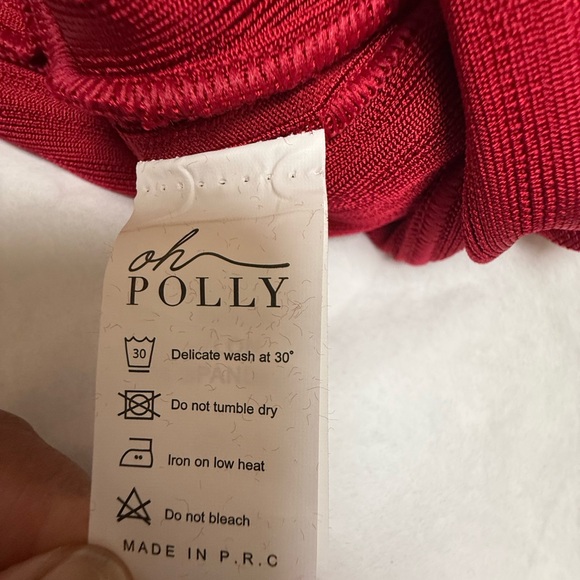 oh
POLLY
30
Delicate wash at 30°
Do not tumble dry
Iron on low heat
Do not bleach
MADE IN P.R.C